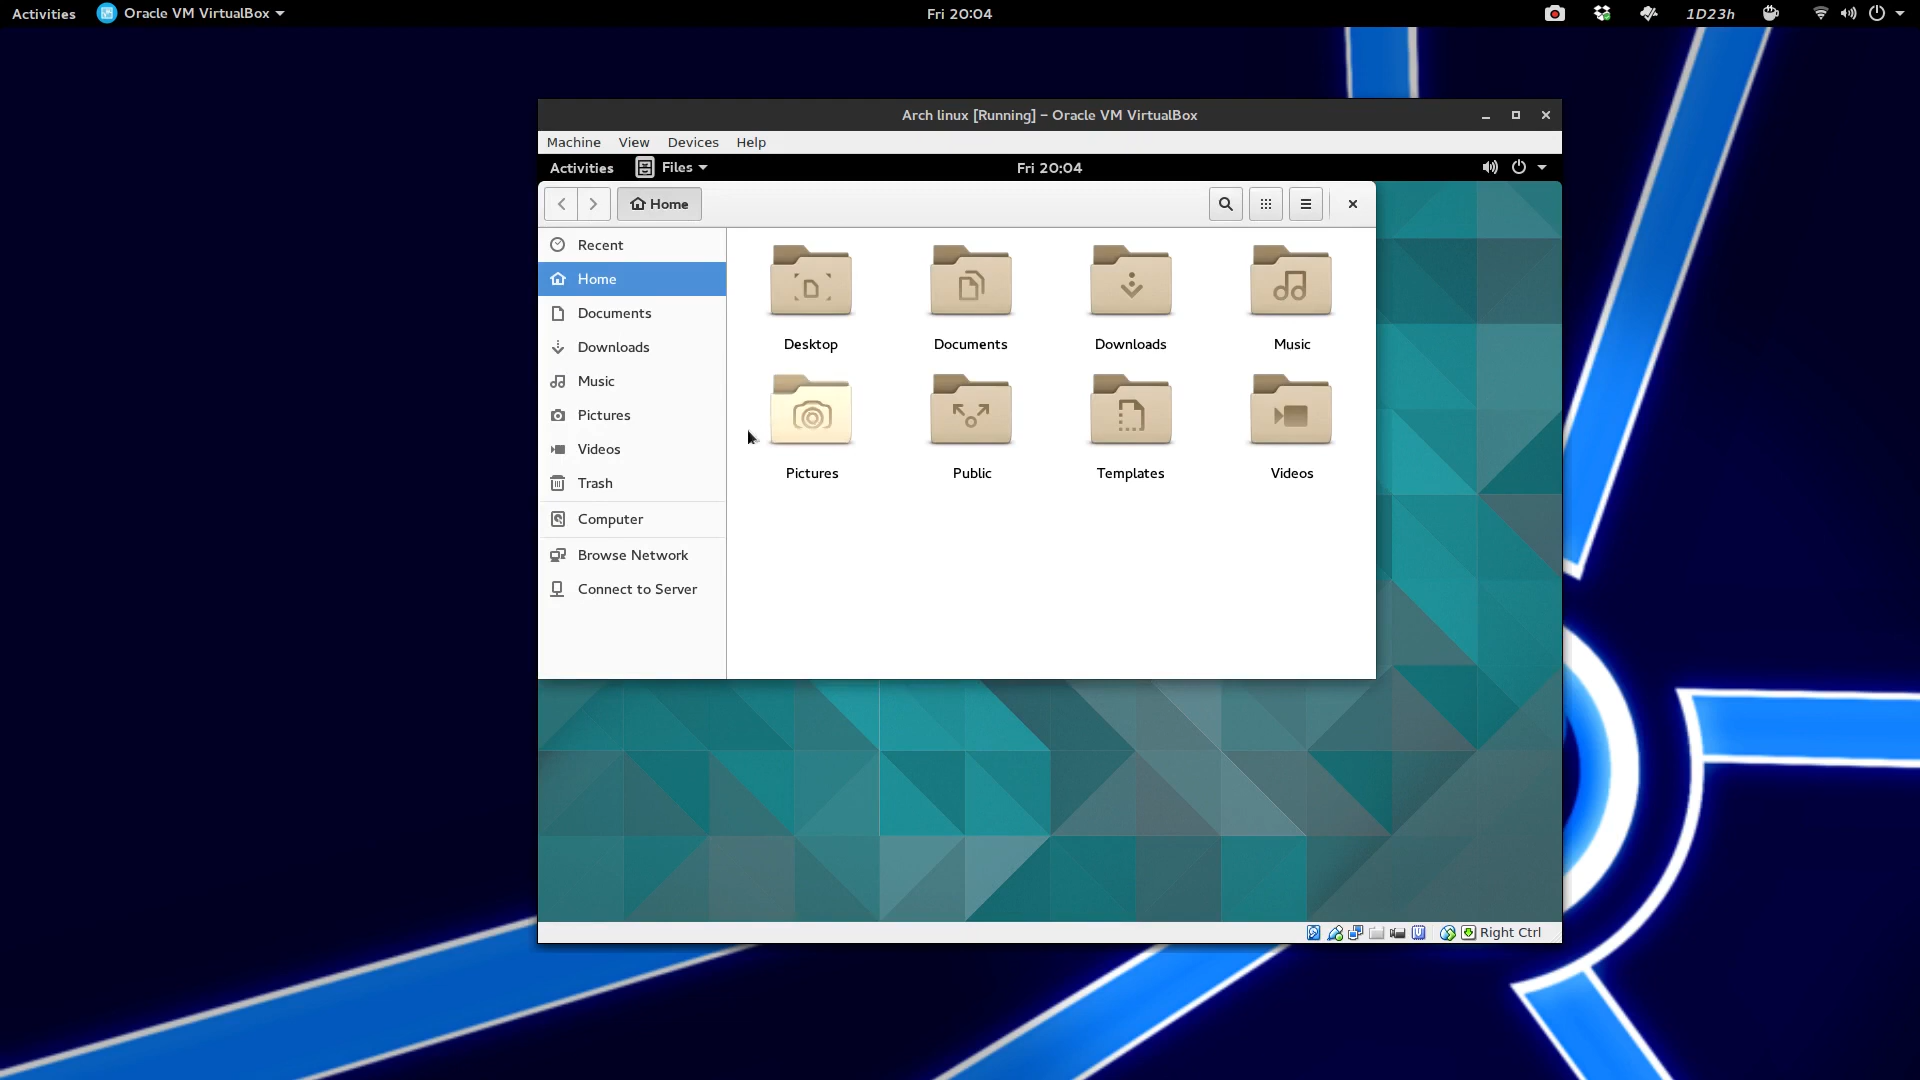 Activities Oracle VM VirtualBox Fri 20:04 1D23h
Arch linux [Running] – Oracle VM VirtualBox
Machine View Devices Help
Activities Files Fri 20:04
Home
Recent
Home
Documents
Downloads
Music
Pictures
Videos
Trash
Computer
Browse Network
Connect to Server
Desktop Documents Downloads Music
Pictures Public Templates Videos
Right Ctrl